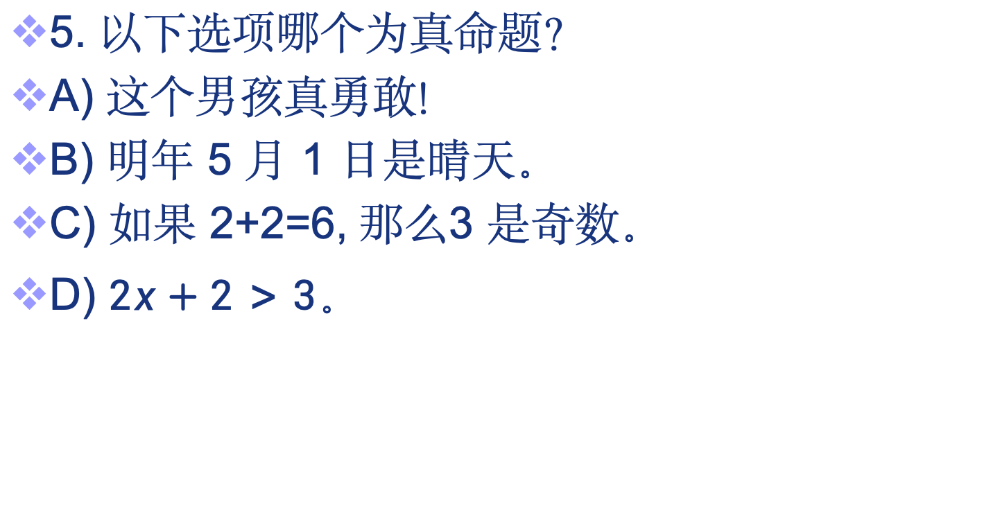 ❖5. 以下选项哪个为真命题?
❖A) 这个男孩真勇敢!
❖B) 明年 5 月 1 日是晴天。
❖C) 如果 2+2=6, 那么3 是奇数。
❖D) 2x + 2 > 3。